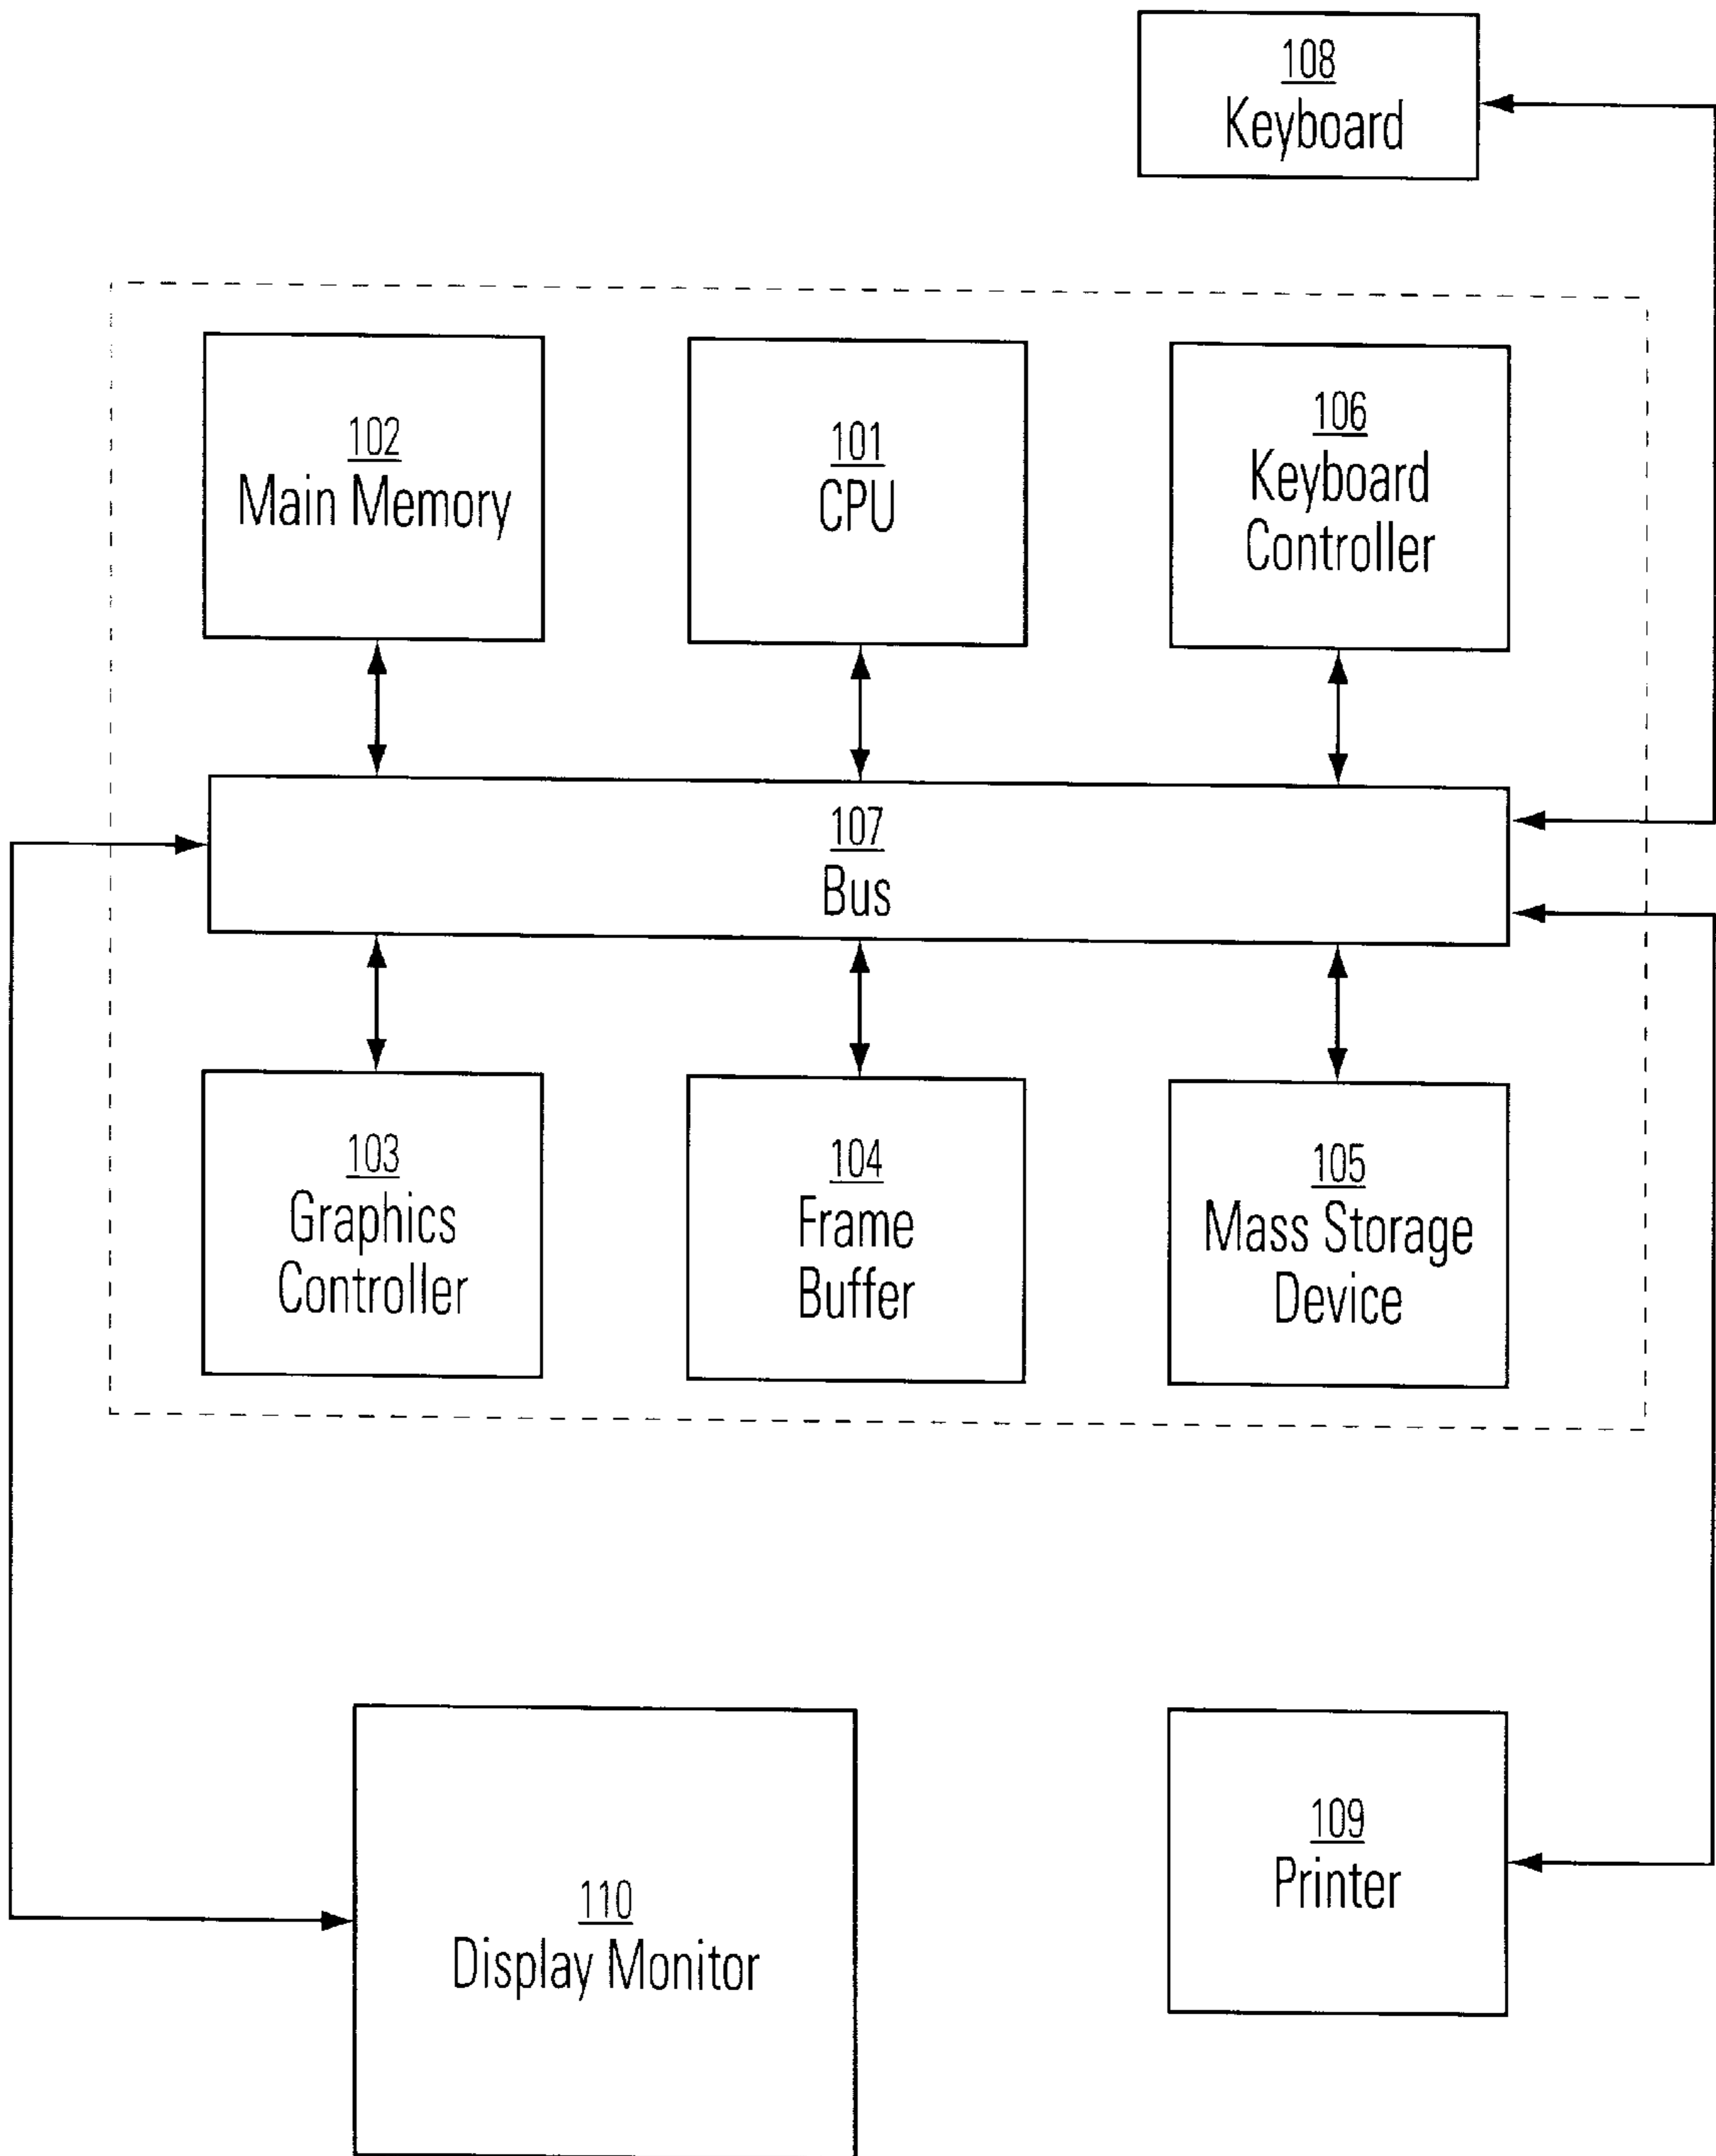 108
Keyboard
102
Main Memory
101
CPU
106
Keyboard
Controller
107
Bus
103
Graphics
Controller
104
Frame
Buffer
105
Mass Storage
Device
110
Display Monitor
109
Printer